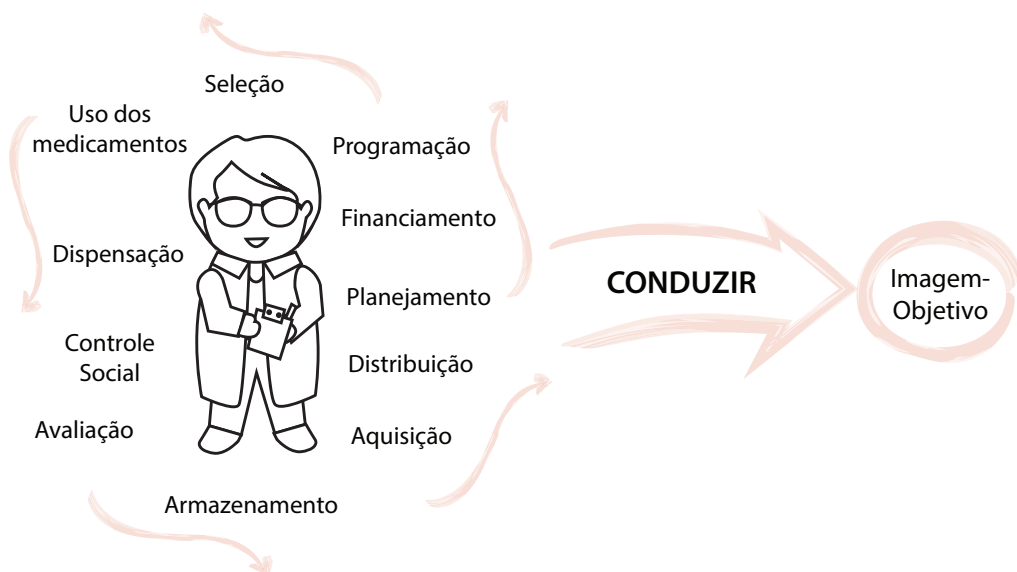 Seleção
Uso dos
medicamentos
Programação
Financiamento
Dispensação
Planejamento
Controle
Social
Distribuição
Avaliação
Aquisição
Armazenamento
CONDUZIR
Imagem-
Objetivo